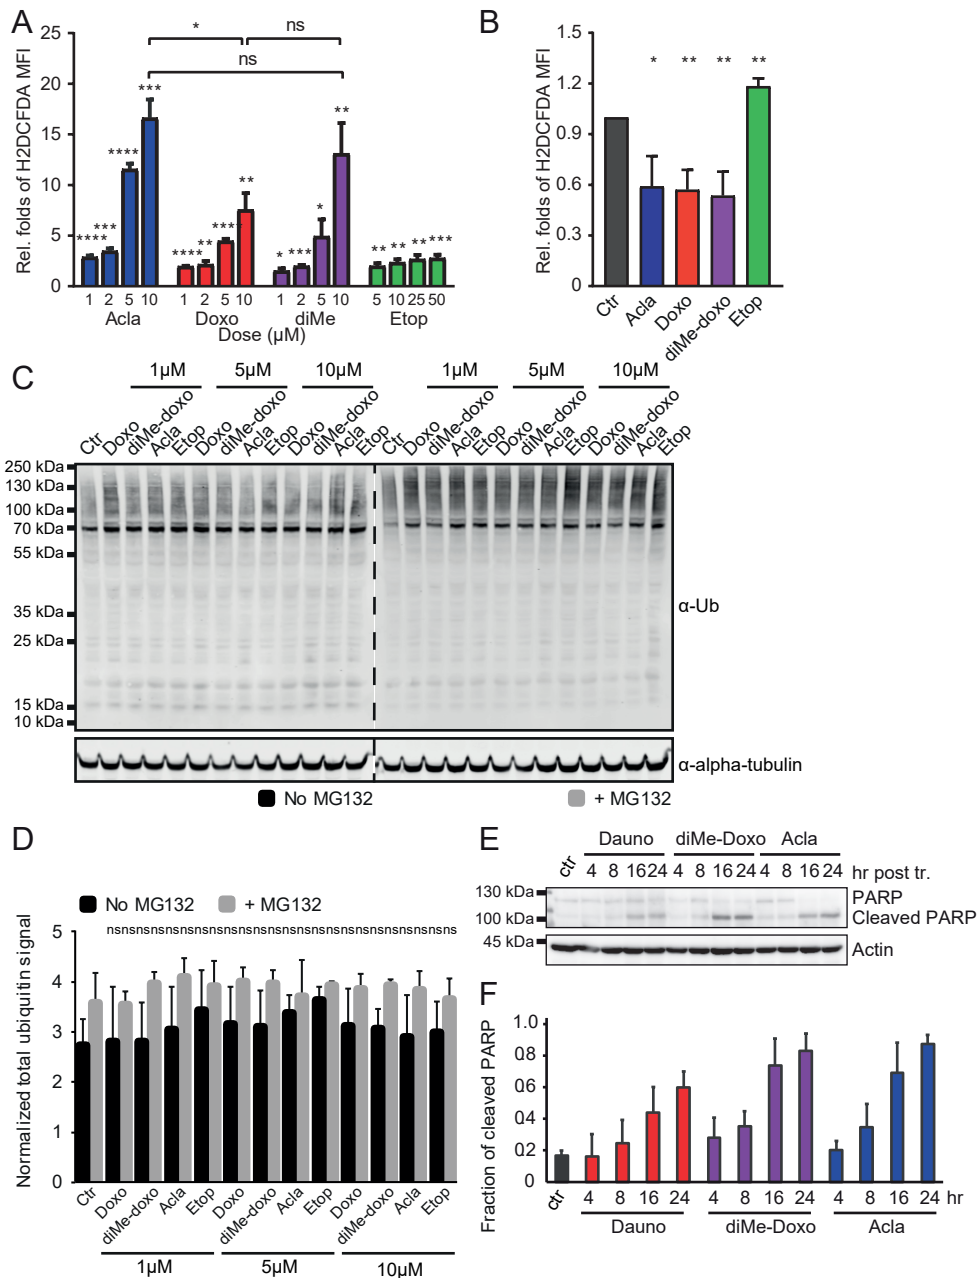 A
Rel. folds of H2DCFDA MFI
25
20
15
10
5
0
*
ns
ns
**** *** **** ***
**** ** **** **
* *** * **
** ** ** ***
1 2 5 10 1 2 5 10 1 2 5 10 5 10 25 50
Acla Doxo diMe Etop
Dose (µM)
B
Rel. folds of H2DCFDA MFI
1.5
1.2
0.9
0.6
0.3
0
* ** ** **
Ctr Acla Doxo diMe-doxo Etop
C
1µM 5µM 10µM 1µM 5µM 10µM
Ctr Doxo diMe-doxo Acla Etop Doxo diMe-doxo Acla Etop Doxo diMe-doxo Acla Etop Ctr Doxo diMe-doxo Acla Etop Doxo diMe-doxo Acla Etop Doxo diMe-doxo Acla Etop
250 kDa
130 kDa
100 kDa
70 kDa
55 kDa
35 kDa
25 kDa
15 kDa
10 kDa
α-Ub
α-alpha-tubulin
No MG132 + MG132
D
No MG132 + MG132
Normalized total ubiquitin signal
5
4
3
2
1
0
nsnsnsnsnsnsnsnsnsnsnsnsnsnsnsnsnsnsnsnsnsnsnsns
Ctr Doxo diMe-doxo Acla Etop Doxo diMe-doxo Acla Etop Doxo diMe-doxo Acla Etop
1µM 5µM 10µM
E
Dauno diMe-Doxo Acla
ctr 4 8 16 24 4 8 16 24 4 8 16 24 hr post tr.
130 kDa
100 kDa
45 kDa
PARP
Cleaved PARP
Actin
F
Fraction of cleaved PARP
1.0
0.8
0.6
0.4
0.2
0
ctr 4 8 16 24 4 8 16 24 4 8 16 24 hr
Dauno diMe-Doxo Acla